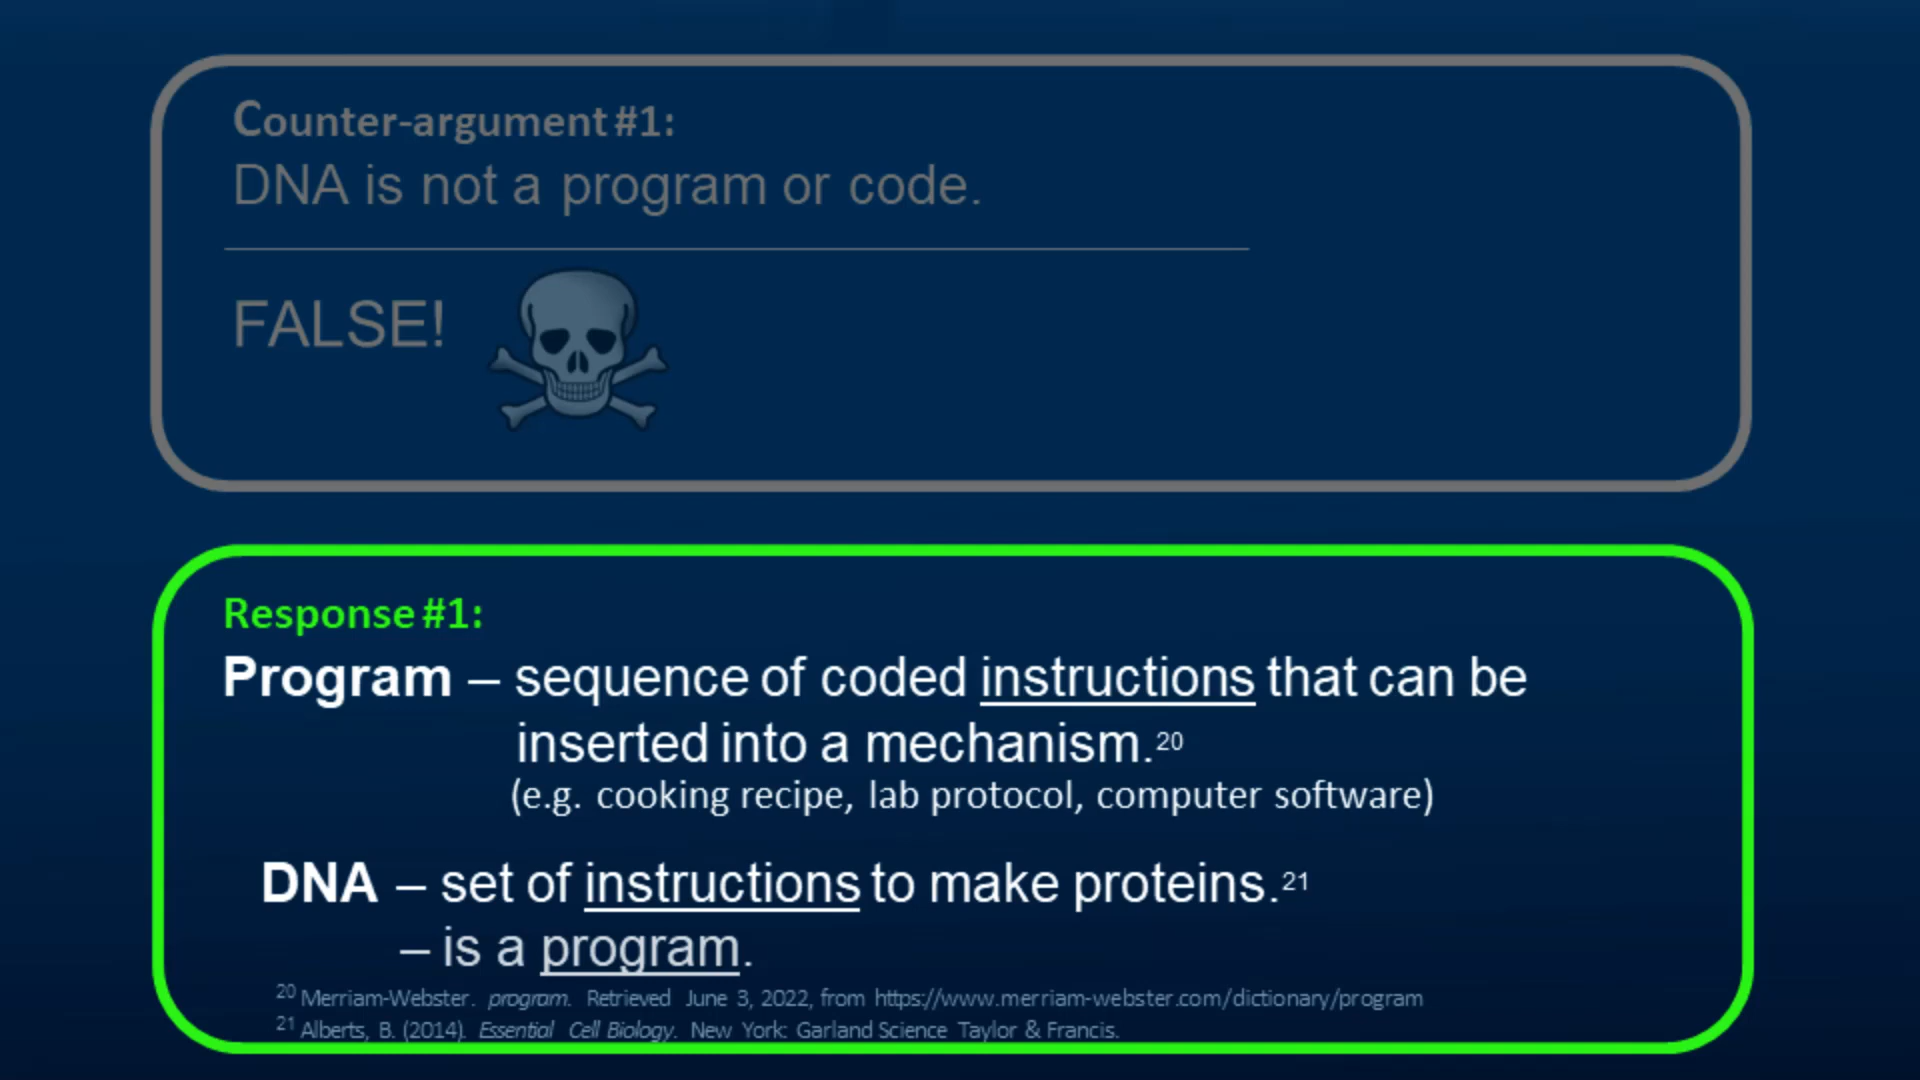 Counter-argument #1:
DNA is not a program or code.
FALSE!
Response #1:
Program – sequence of coded instructions that can be
inserted into a mechanism.20
(e.g. cooking recipe, lab protocol, computer software)
DNA – set of instructions to make proteins.21
– is a program.
20 Merriam-Webster. program. Retrieved June 3, 2022, from https://www.merriam-webster.com/dictionary/program
21 Alberts, B. (2014). Essential Cell Biology. New York: Garland Science Taylor & Francis.